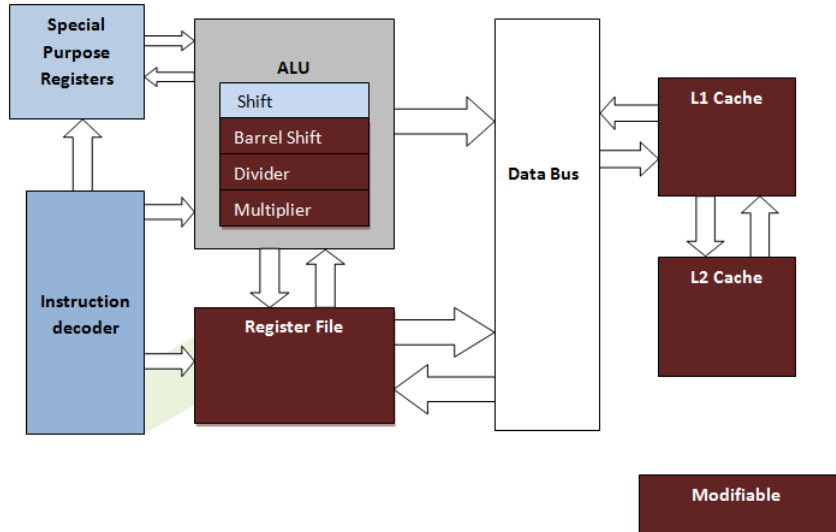 Special
Purpose
Registers
ALU
Shift
Barrel Shift
Divider
Multiplier
Data Bus
L1 Cache
L2 Cache
Instruction
decoder
Register File
Modifiable